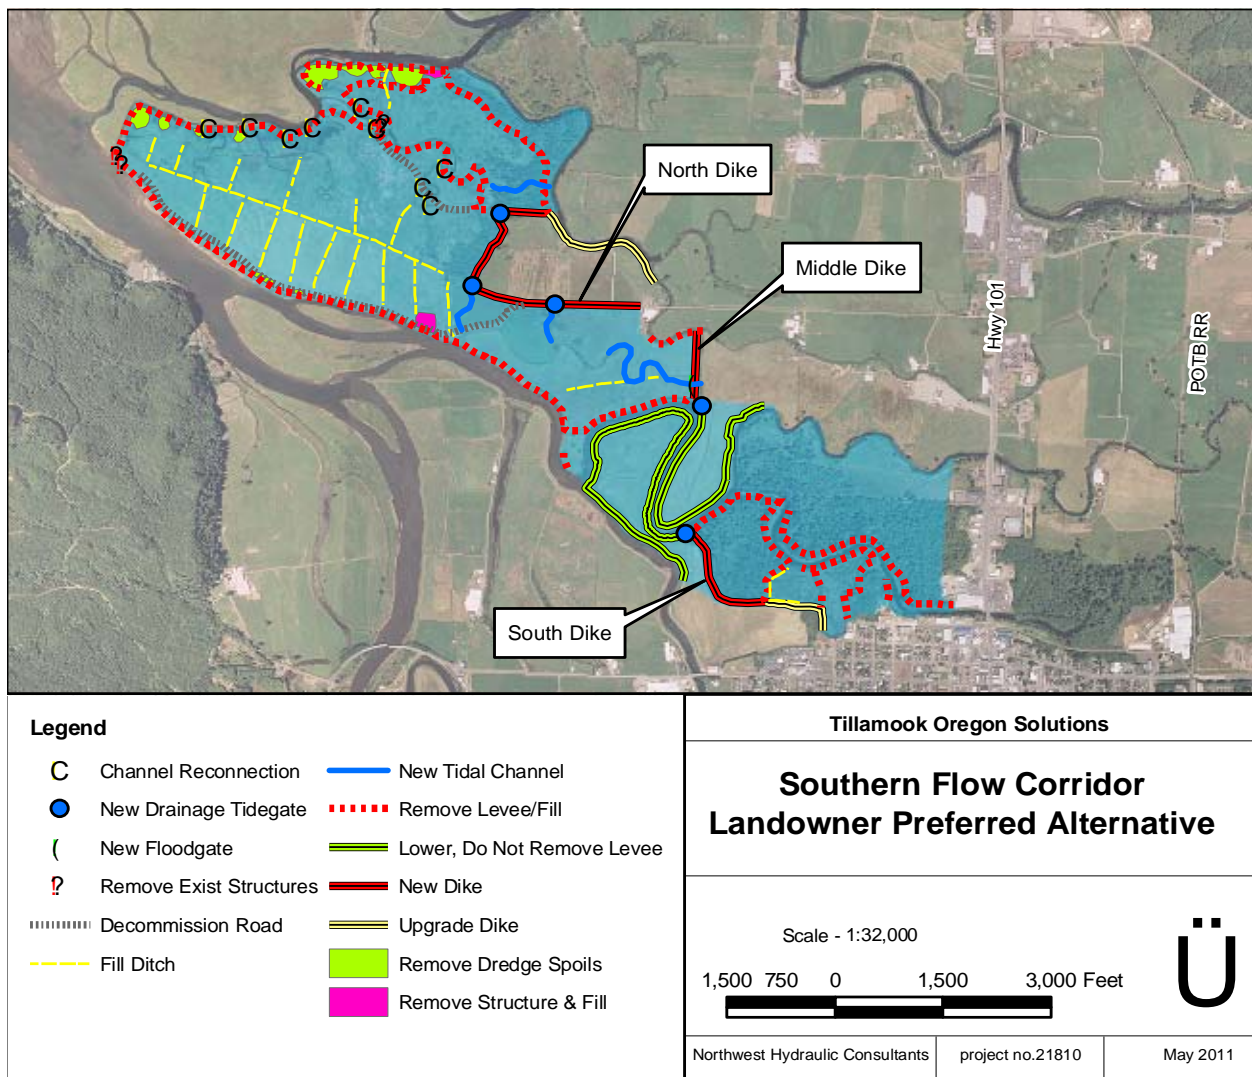 North Dike
Middle Dike
Hwy 101
POTB RR
South Dike
C
C
C
C
C
C
C
C
C
?
?
?
Legend
C Channel Reconnection
New Drainage Tidegate
( New Floodgate
? Remove Exist Structures
Decommission Road
Fill Ditch
New Tidal Channel
Remove Levee/Fill
Lower, Do Not Remove Levee
New Dike
Upgrade Dike
Remove Dredge Spoils
Remove Structure & Fill
Tillamook Oregon Solutions
Southern Flow Corridor
Landowner Preferred Alternative
Scale - 1:32,000
1,500 750 0 1,500 3,000 Feet
Ü
Northwest Hydraulic Consultants project no.21810 May 2011